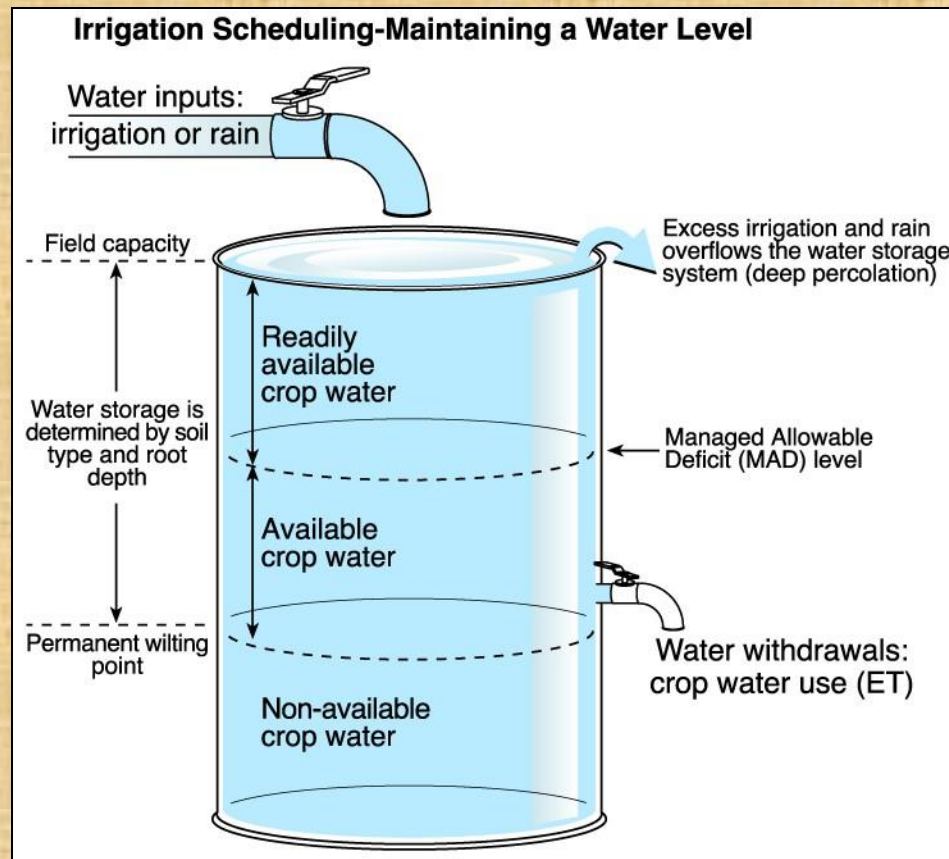 Irrigation Scheduling-Maintaining a Water Level
Water inputs:
irrigation or rain
Field capacity
Excess irrigation and rain
overflows the water storage
system (deep percolation)
Readily
available
crop water
Water storage is
determined by soil
type and root
depth
Managed Allowable
Deficit (MAD) level
Available
crop water
Permanent wilting
point
Water withdrawals:
crop water use (ET)
Non-available
crop water